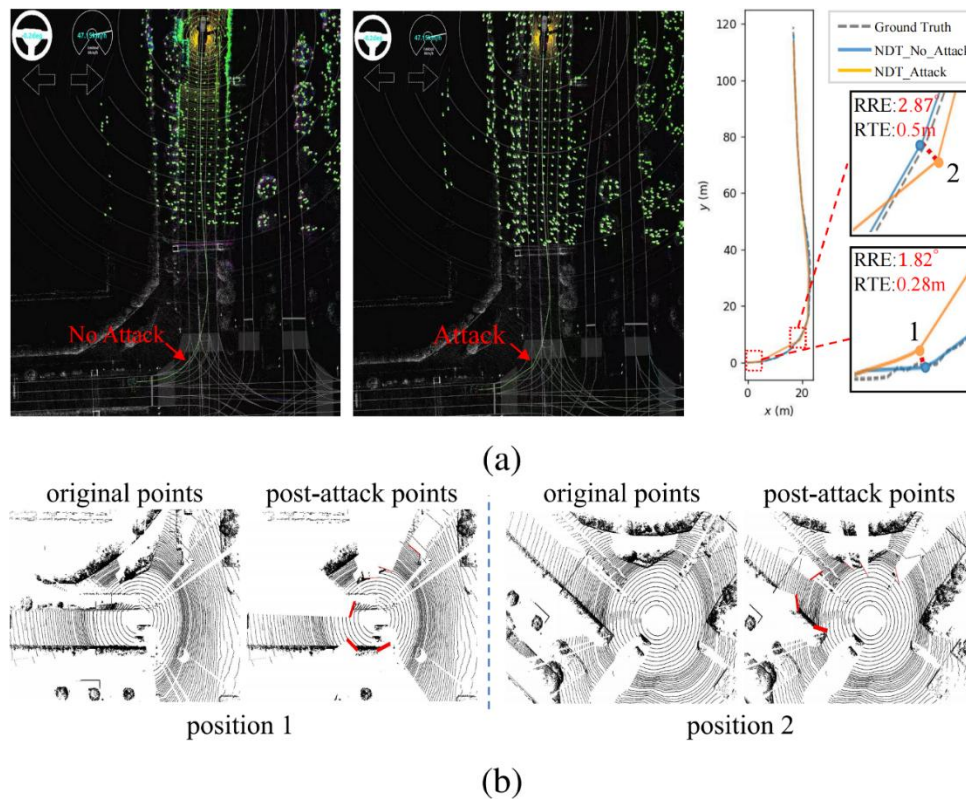 No Attack
Attack
120
100
80
60
40
20
0
y (m)
0
20
x (m)
Ground Truth
NDT_No_Attack
NDT_Attack
RRE:2.87°
RTE:0.5m
2
RRE:1.82°
RTE:0.28m
1
(a)
original points
post-attack points
original points
post-attack points
position 1
position 2
(b)